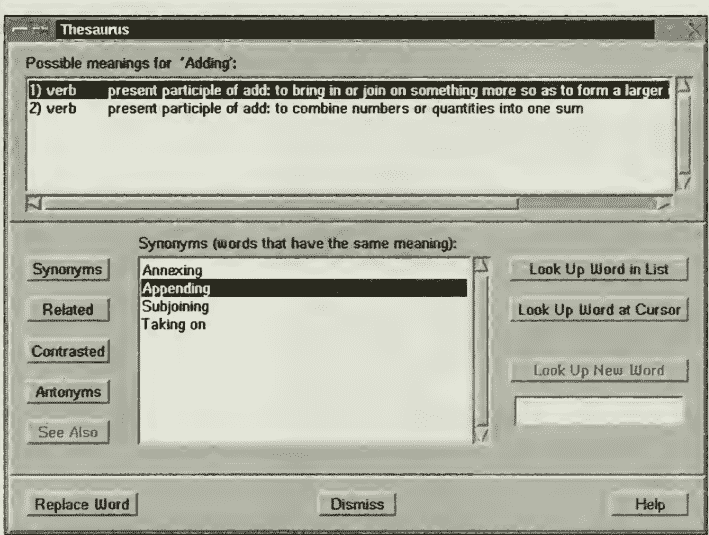 Thesaurus
Possible meanings for 'Adding':
1) verb present participle of add: to bring in or join on something more so as to form a larger
2) verb present participle of add: to combine numbers or quantities into one sum
Synonyms (words that have the same meaning):
Synonyms
Related
Contrasted
Antonyms
See Also
Annexing
Appending
Subjoining
Taking on
Look Up Word in List
Look Up Word at Cursor
Look Up New Word
Replace Word
Dismiss
Help